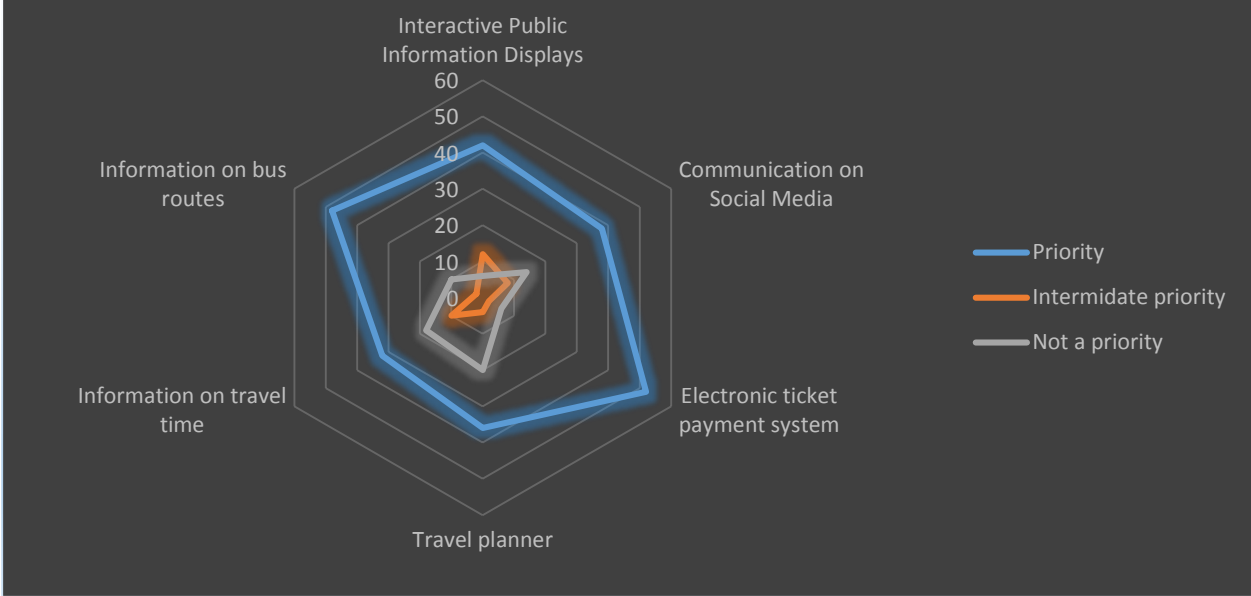 Interactive Public
Information Displays
60
50
40
30
20
10
0
Information on bus
routes
Communication on
Social Media
Information on travel
time
Electronic ticket
payment system
Travel planner
Priority
Intermidate priority
Not a priority